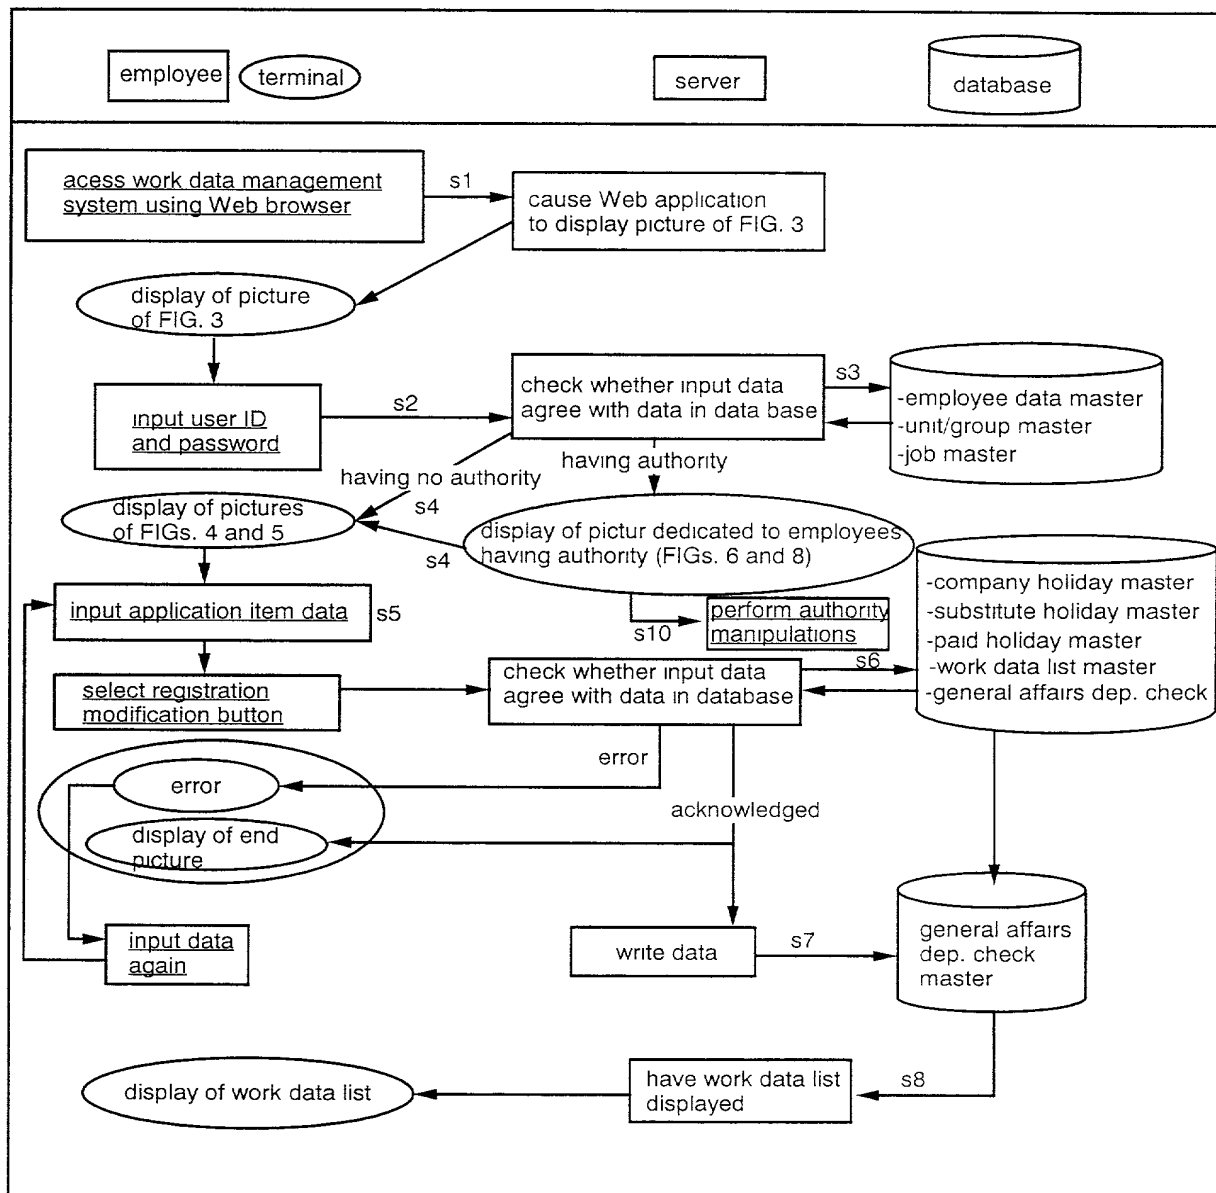 employee
terminal
server
database
acess work data management
system using Web browser
s1
cause Web application
to display picture of FIG. 3
display of picture
of FIG. 3
check whether input data
agree with data in data base
s3
-employee data master
-unit/group master
-job master
input user ID
and password
s2
having no authority
having authority
s4
display of pictures
of FIGs. 4 and 5
s4
display of pictur dedicated to employees
having authority (FIGs. 6 and 8)
-company holiday master
-substitute holiday master
-paid holiday master
-work data list master
-general affairs dep. check
input application item data
s5
s10
perform authority
manipulations
s6
select registration
modification button
check whether input data
agree with data in database
error
error
acknowledged
display of end
picture
input data
again
write data
s7
general affairs
dep. check
master
display of work data list
have work data list
displayed
s8